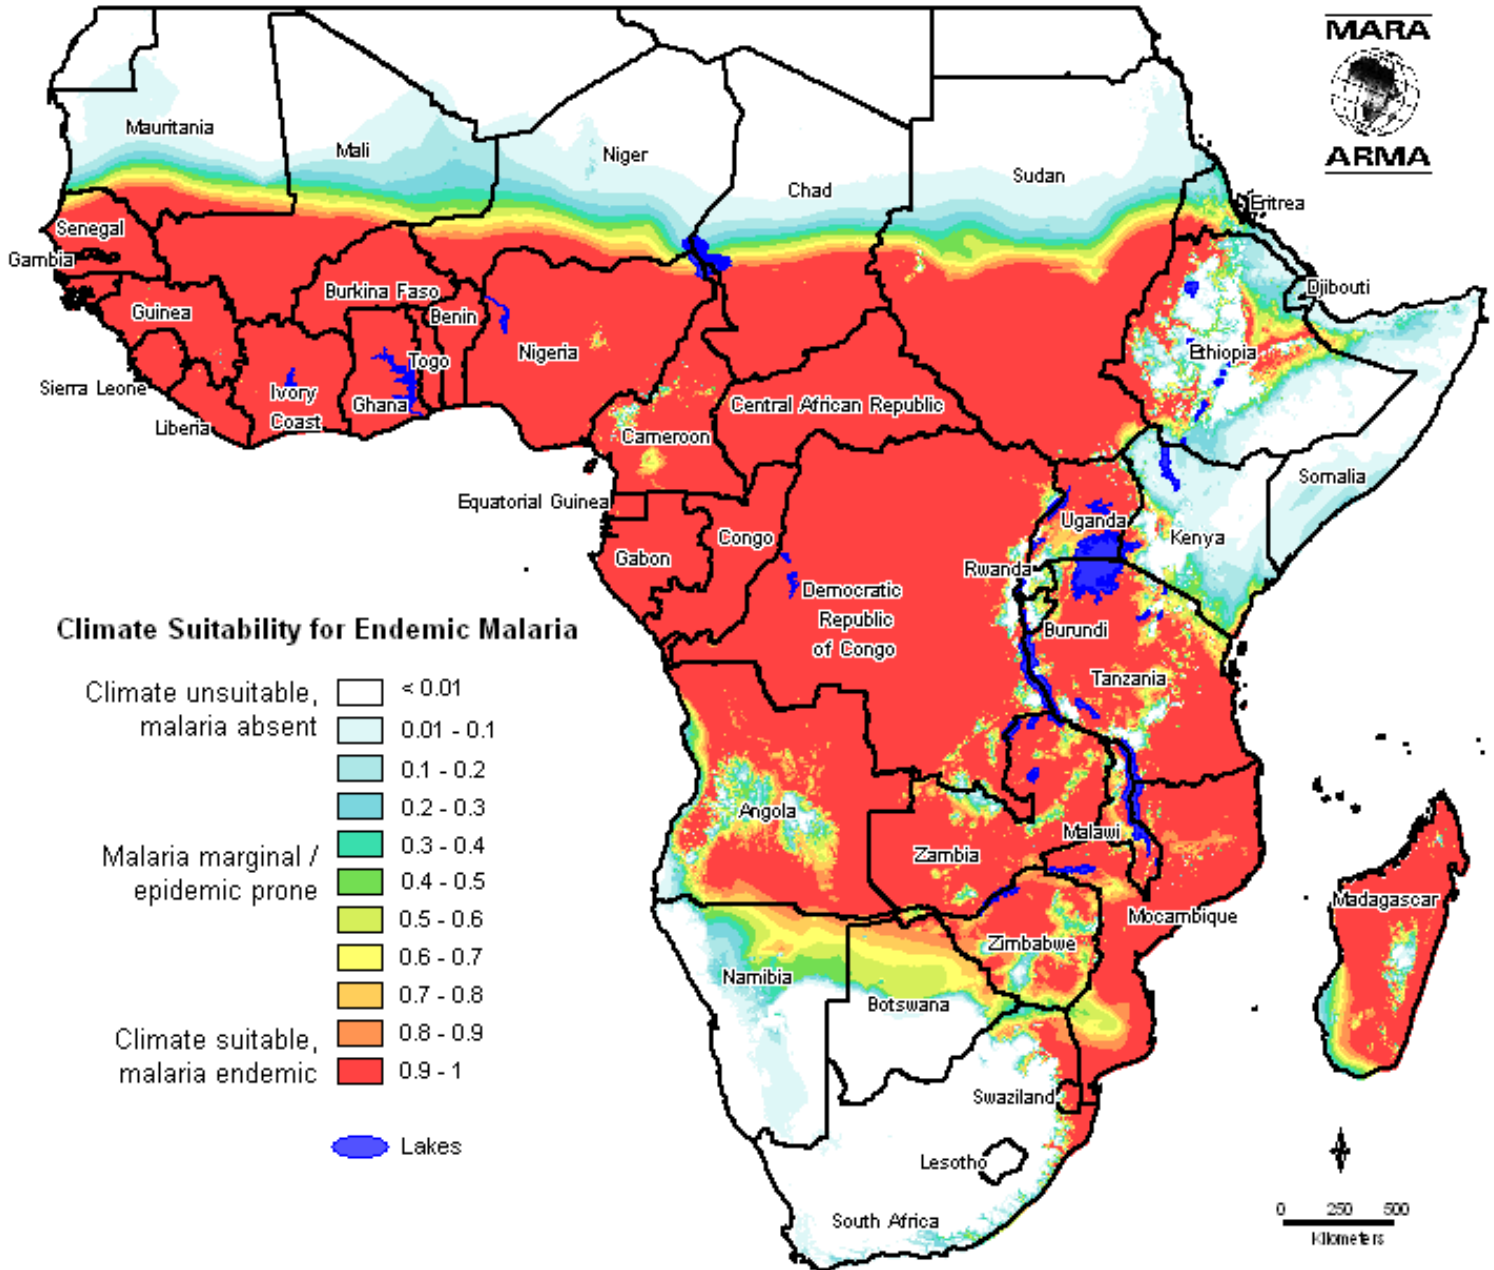 MARA
ARMA
Mauritania
Mali
Niger
Chad
Sudan
Eritrea
Senegal
Gambia
Djibouti
Burkina Faso
Guinea
Benin
Nigeria
Togo
Ethiopia
Sierra Leone
Ivory
Coast
Ghana
Central African Republic
Liberia
Cameroon
Somalia
Equatorial Guinea
Uganda
Congo
Kenya
Gabon
Rwanda
Democratic
Republic
of Congo
Burundi
Tanzania
Angola
Malawi
Zambia
Madagascar
Mocambique
Zimbabwe
Namibia
Botswana
Swaziland
Lesotho
South Africa
Climate Suitability for Endemic Malaria
Climate unsuitable,
malaria absent
Malaria marginal /
epidemic prone
Climate suitable,
malaria endemic
< 0.01
0.01 - 0.1
0.1 - 0.2
0.2 - 0.3
0.3 - 0.4
0.4 - 0.5
0.5 - 0.6
0.6 - 0.7
0.7 - 0.8
0.8 - 0.9
0.9 - 1
Lakes
0 250 500
Kilometers